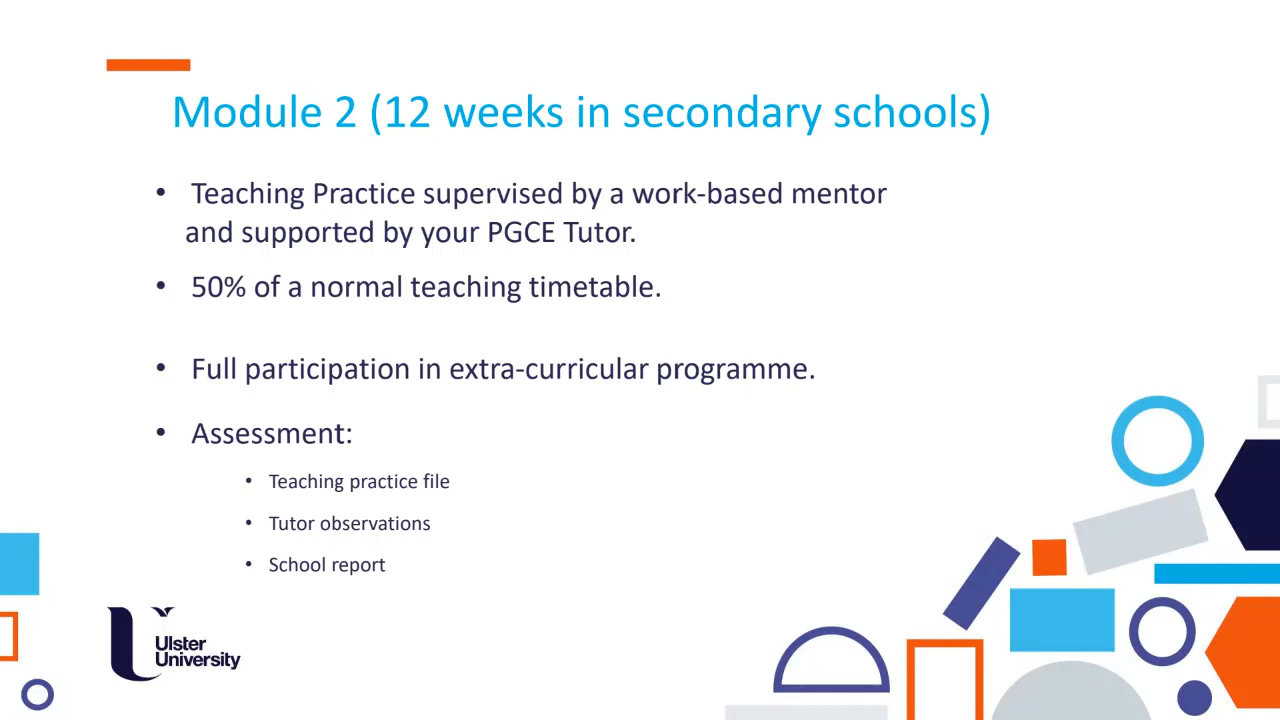 Module 2 (12 weeks in secondary schools)
• Teaching Practice supervised by a work-based mentor
and supported by your PGCE Tutor.
• 50% of a normal teaching timetable.
• Full participation in extra-curricular programme.
• Assessment:
• Teaching practice file
• Tutor observations
• School report
Ulster
University